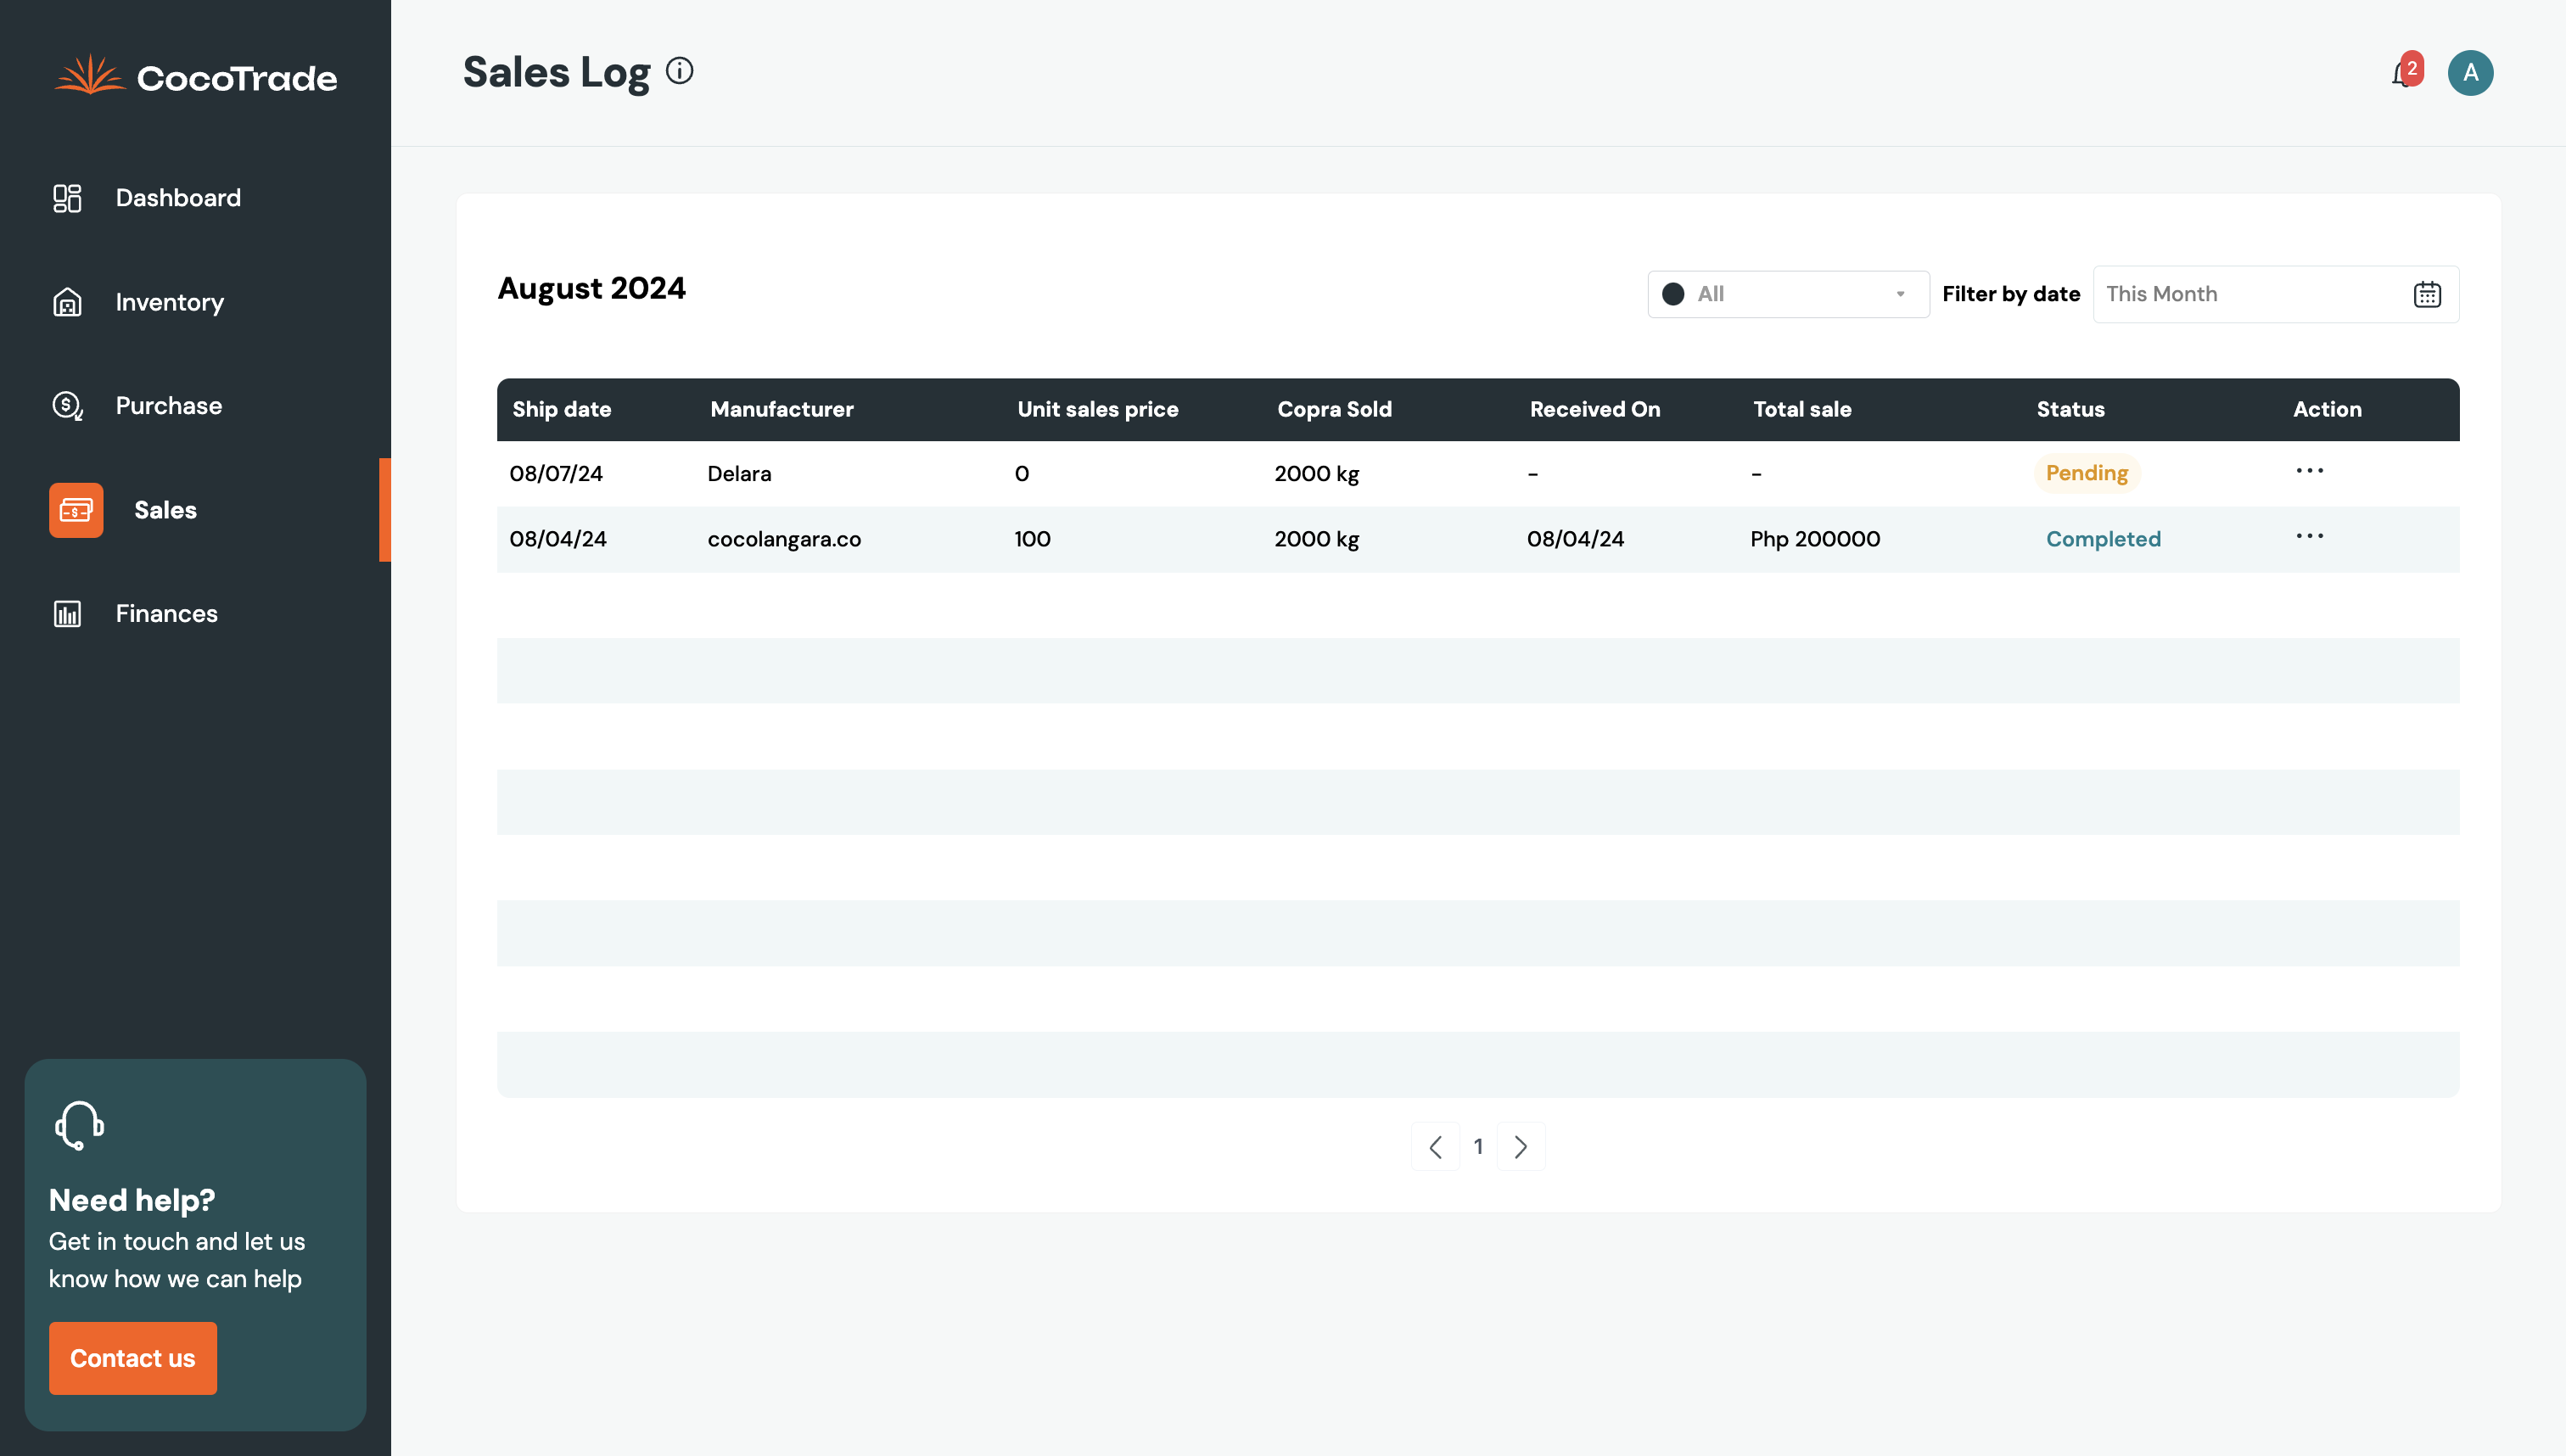 CocoTrade
Dashboard
Inventory
Purchase
Sales
Finances
Need help?
Get in touch and let us
know how we can help
Contact us
Sales Log
2
A
August 2024
All
Filter by date
This Month
Ship date Manufacturer Unit sales price Copra Sold Received On Total sale Status Action
08/07/24 Delara 0 2000 kg - - Pending ...
08/04/24 cocolangara.co 100 2000 kg 08/04/24 Php 200000 Completed ...
1